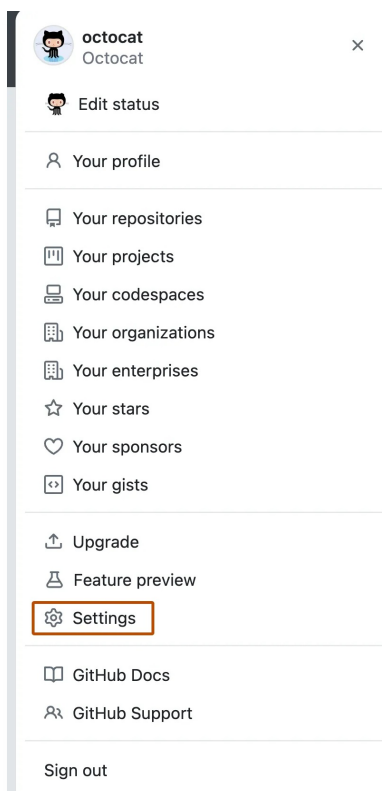 octocat
Octocat
Edit status
Your profile
Your repositories
Your projects
Your codespaces
Your organizations
Your enterprises
Your stars
Your sponsors
Your gists
Upgrade
Feature preview
Settings
GitHub Docs
GitHub Support
Sign out